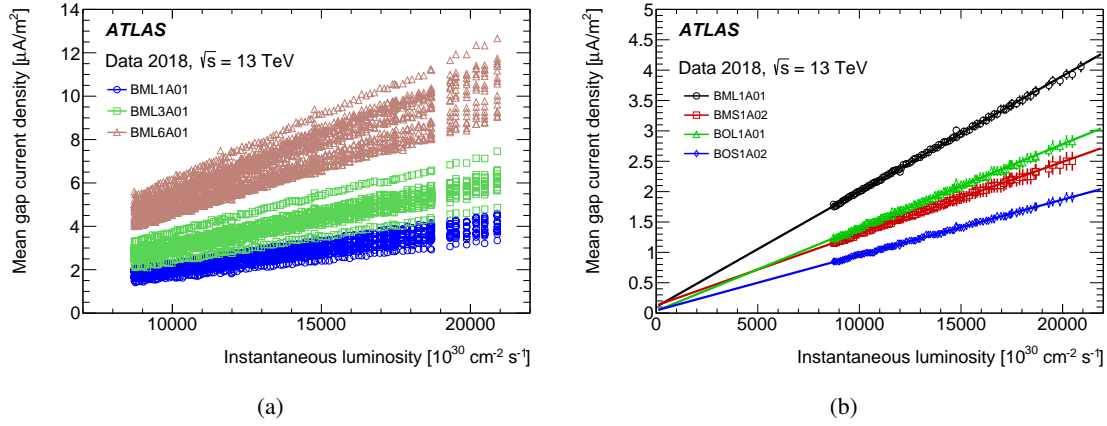 Mean gap current density [µA/m²]
14
12
10
8
6
4
2
0
ATLAS
Data 2018, √s = 13 TeV
BML1A01
BML3A01
BML6A01
10000 15000 20000
Instantaneous luminosity [10³⁰ cm⁻² s⁻¹]
(a)
Mean gap current density [µA/m²]
5
4.5
4
3.5
3
2.5
2
1.5
1
0.5
0
ATLAS
Data 2018, √s = 13 TeV
BML1A01
BMS1A02
BOL1A01
BOS1A02
0 5000 10000 15000 20000
Instantaneous luminosity [10³⁰ cm⁻² s⁻¹]
(b)